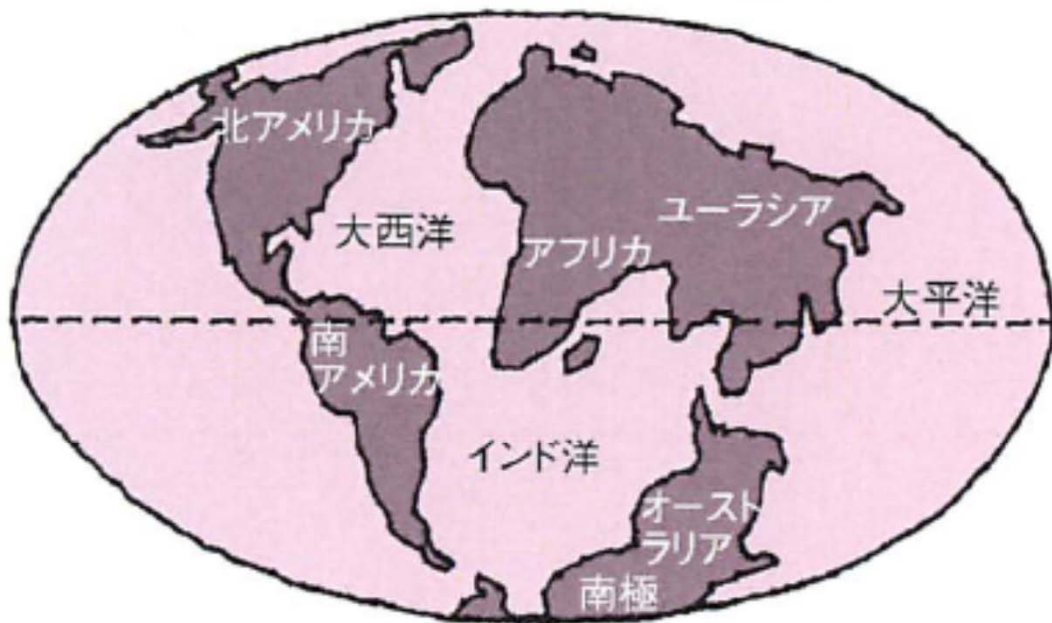 北アメリカ
大西洋
ユーラシア
アフリカ
大平洋
南
アメリカ
インド洋
オースト
ラリア
南極